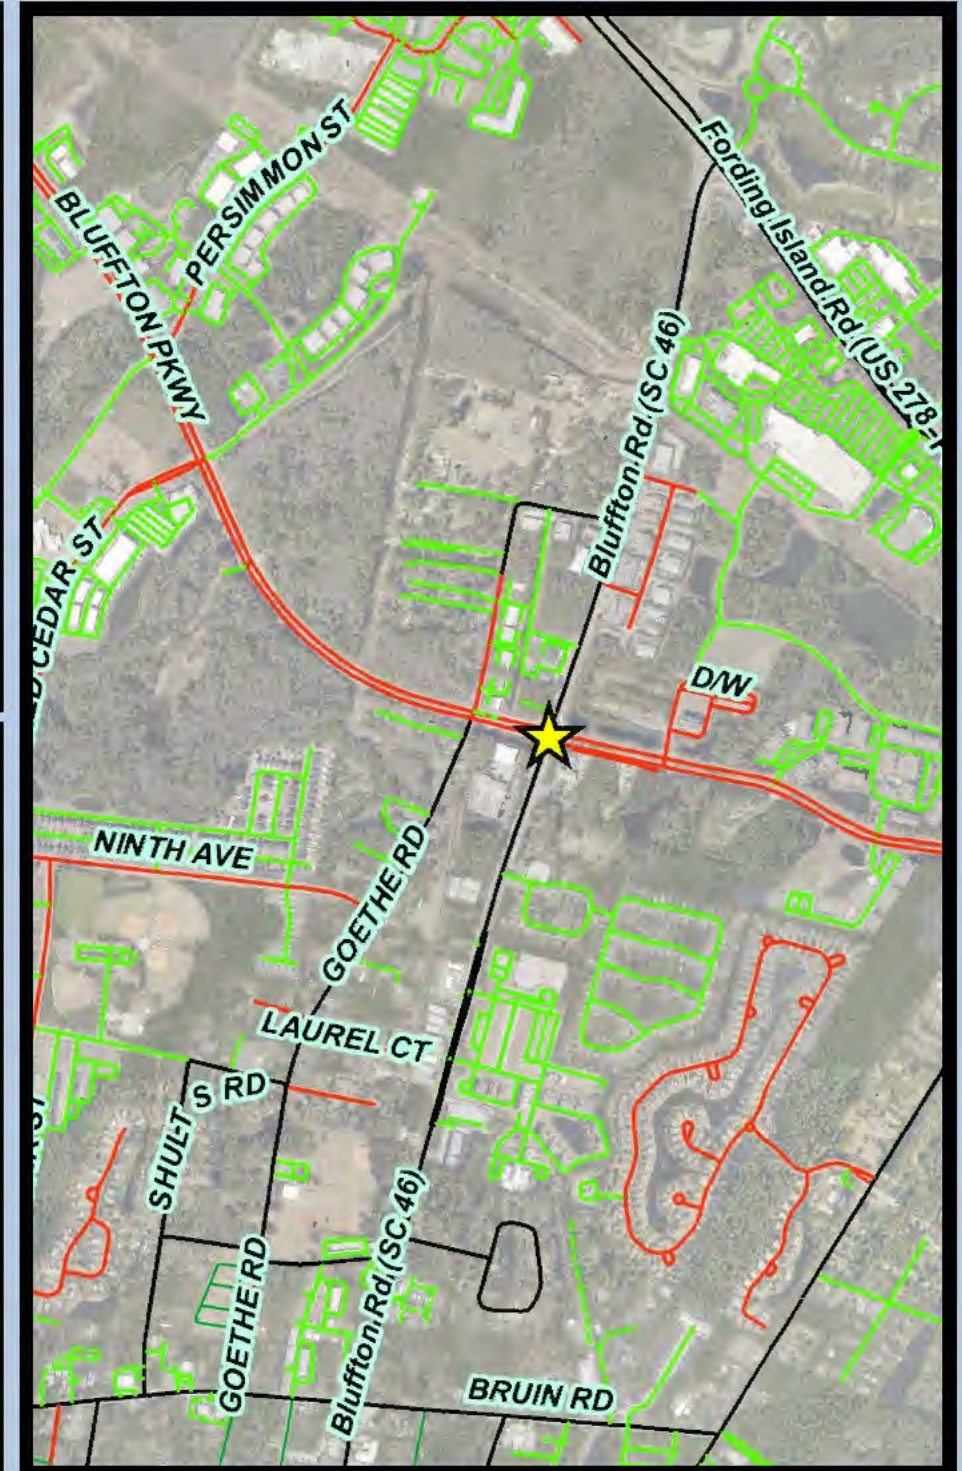 PERSIMMON ST
Fording Island Rd (US 278-
BLUFFTON PKWY
Bluffton Rd (SC 46)
CEDAR ST
D/W
NINTH AVE
GOETHE RD
LAUREL CT
SHULTS RD
GOETHE RD
Bluffton Rd (SC 46)
BRUIN RD